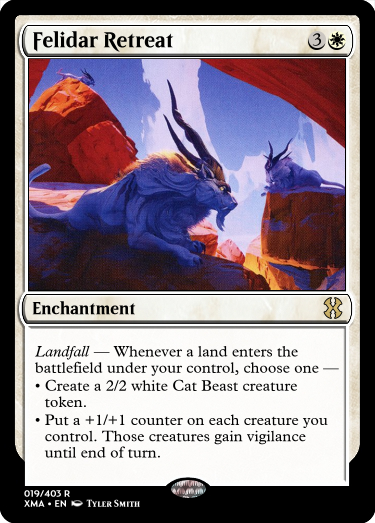 Felidar Retreat 3
Enchantment
Landfall — Whenever a land enters the
battlefield under your control, choose one —
• Create a 2/2 white Cat Beast creature
token.
• Put a +1/+1 counter on each creature you
control. Those creatures gain vigilance
until end of turn.
019/403 R
XMA • EN Tyler Smith